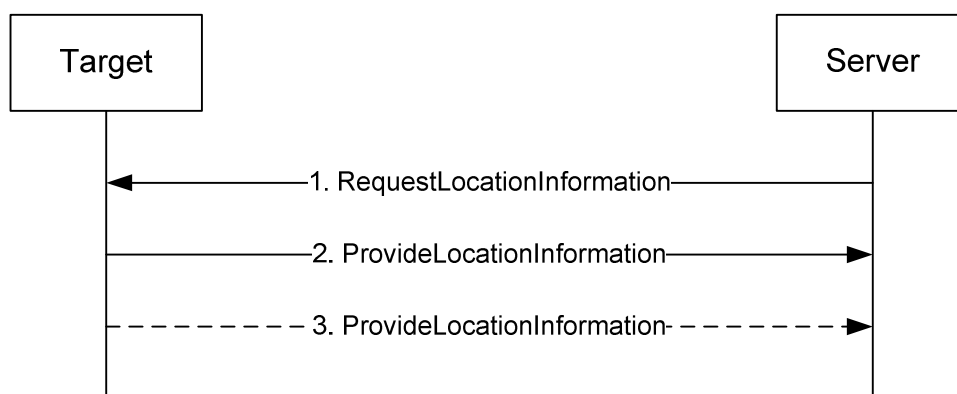 Target
Server
1. RequestLocationInformation
2. ProvideLocationInformation
3. ProvideLocationInformation